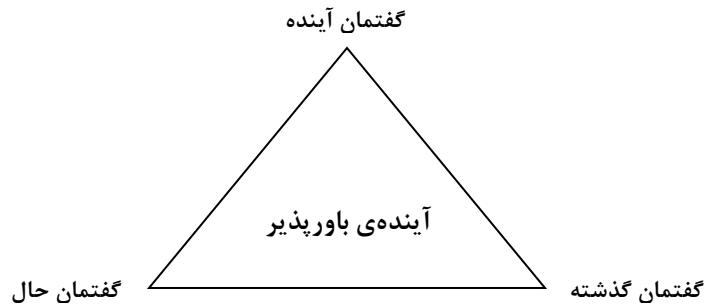 گفتمان آینده
آینده‌ی باورپذیر
گفتمان گذشته
گفتمان حال